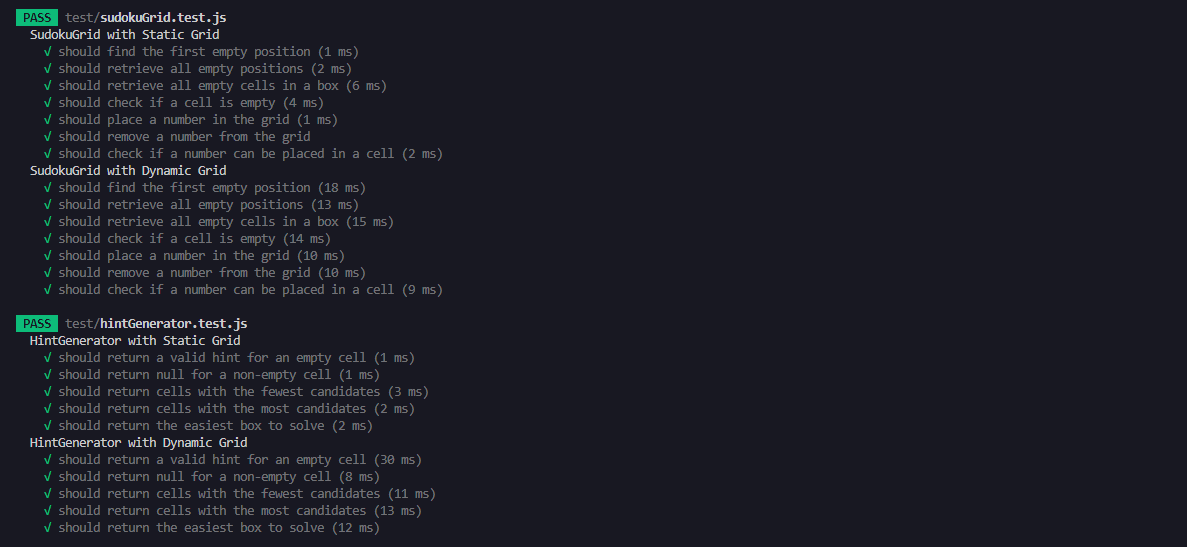 PASS test/sudokuGrid.test.js
SudokuGrid with Static Grid
√ should find the first empty position (1 ms)
√ should retrieve all empty positions (2 ms)
√ should retrieve all empty cells in a box (6 ms)
√ should check if a cell is empty (4 ms)
√ should place a number in the grid (1 ms)
√ should remove a number from the grid
√ should check if a number can be placed in a cell (2 ms)
SudokuGrid with Dynamic Grid
√ should find the first empty position (18 ms)
√ should retrieve all empty positions (13 ms)
√ should retrieve all empty cells in a box (15 ms)
√ should check if a cell is empty (14 ms)
√ should place a number in the grid (10 ms)
√ should remove a number from the grid (10 ms)
√ should check if a number can be placed in a cell (9 ms)
PASS test/hintGenerator.test.js
HintGenerator with Static Grid
√ should return a valid hint for an empty cell (1 ms)
√ should return null for a non-empty cell (1 ms)
√ should return cells with the fewest candidates (3 ms)
√ should return cells with the most candidates (2 ms)
√ should return the easiest box to solve (2 ms)
HintGenerator with Dynamic Grid
√ should return a valid hint for an empty cell (30 ms)
√ should return null for a non-empty cell (8 ms)
√ should return cells with the fewest candidates (11 ms)
√ should return cells with the most candidates (13 ms)
√ should return the easiest box to solve (12 ms)